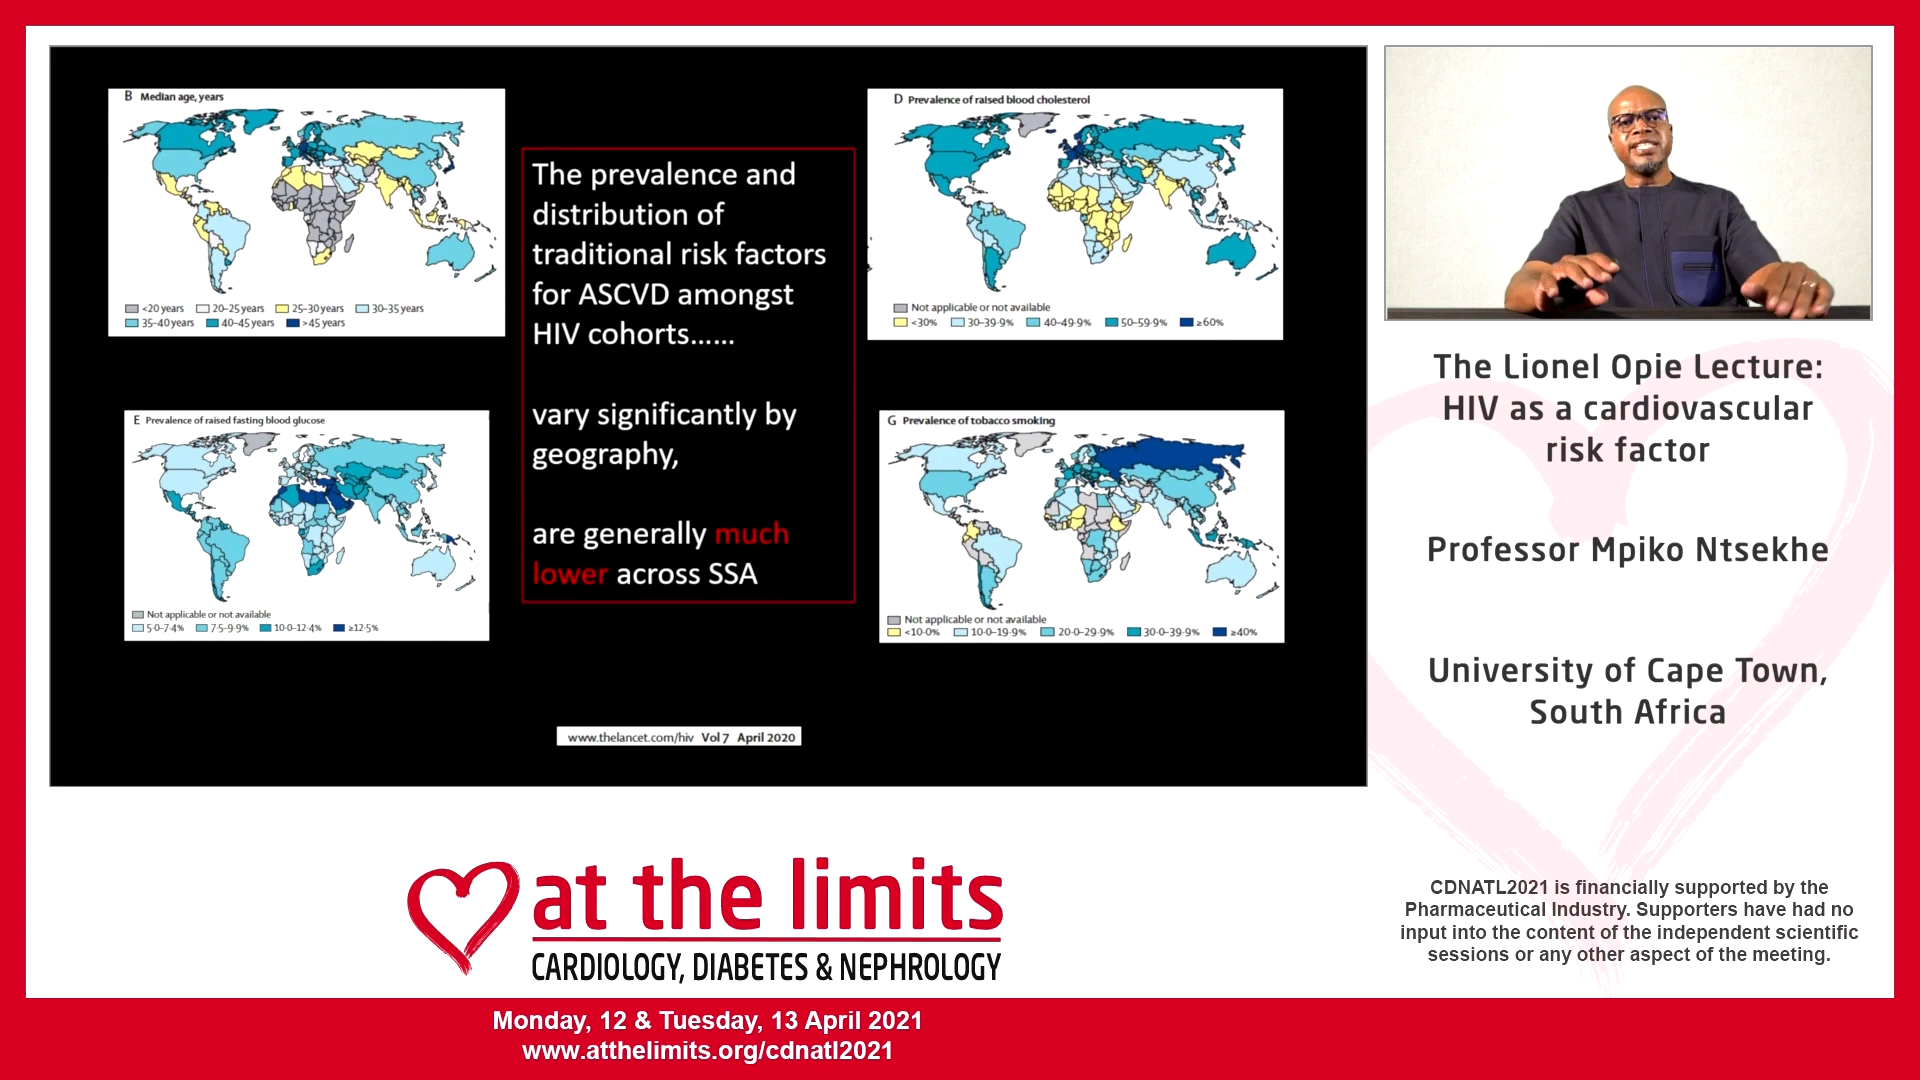 B Median age, years
<20 years 20–25 years 25–30 years 30–35 years
35–40 years 40–45 years >45 years
D Prevalence of raised blood cholesterol
Not applicable or not available
<30% 30–39·9% 40–49·9% 50–59·9% ≥60%
The prevalence and
distribution of
traditional risk factors
for ASCVD amongst
HIV cohorts......
vary significantly by
geography,
are generally much
lower across SSA
E Prevalence of raised fasting blood glucose
Not applicable or not available
5·0–7·4% 7·5–9·9% 10·0–12·4% ≥12·5%
G Prevalence of tobacco smoking
Not applicable or not available
<10·0% 10·0–19·9% 20·0–29·9% 30·0–39·9% ≥40%
www.thelancet.com/hiv Vol 7 April 2020
The Lionel Opie Lecture:
HIV as a cardiovascular
risk factor
Professor Mpiko Ntsekhe
University of Cape Town,
South Africa
at the limits
CARDIOLOGY, DIABETES & NEPHROLOGY
CDNATL2021 is financially supported by the
Pharmaceutical Industry. Supporters have had no
input into the content of the independent scientific
sessions or any other aspect of the meeting.
Monday, 12 & Tuesday, 13 April 2021
www.atthelimits.org/cdnatl2021